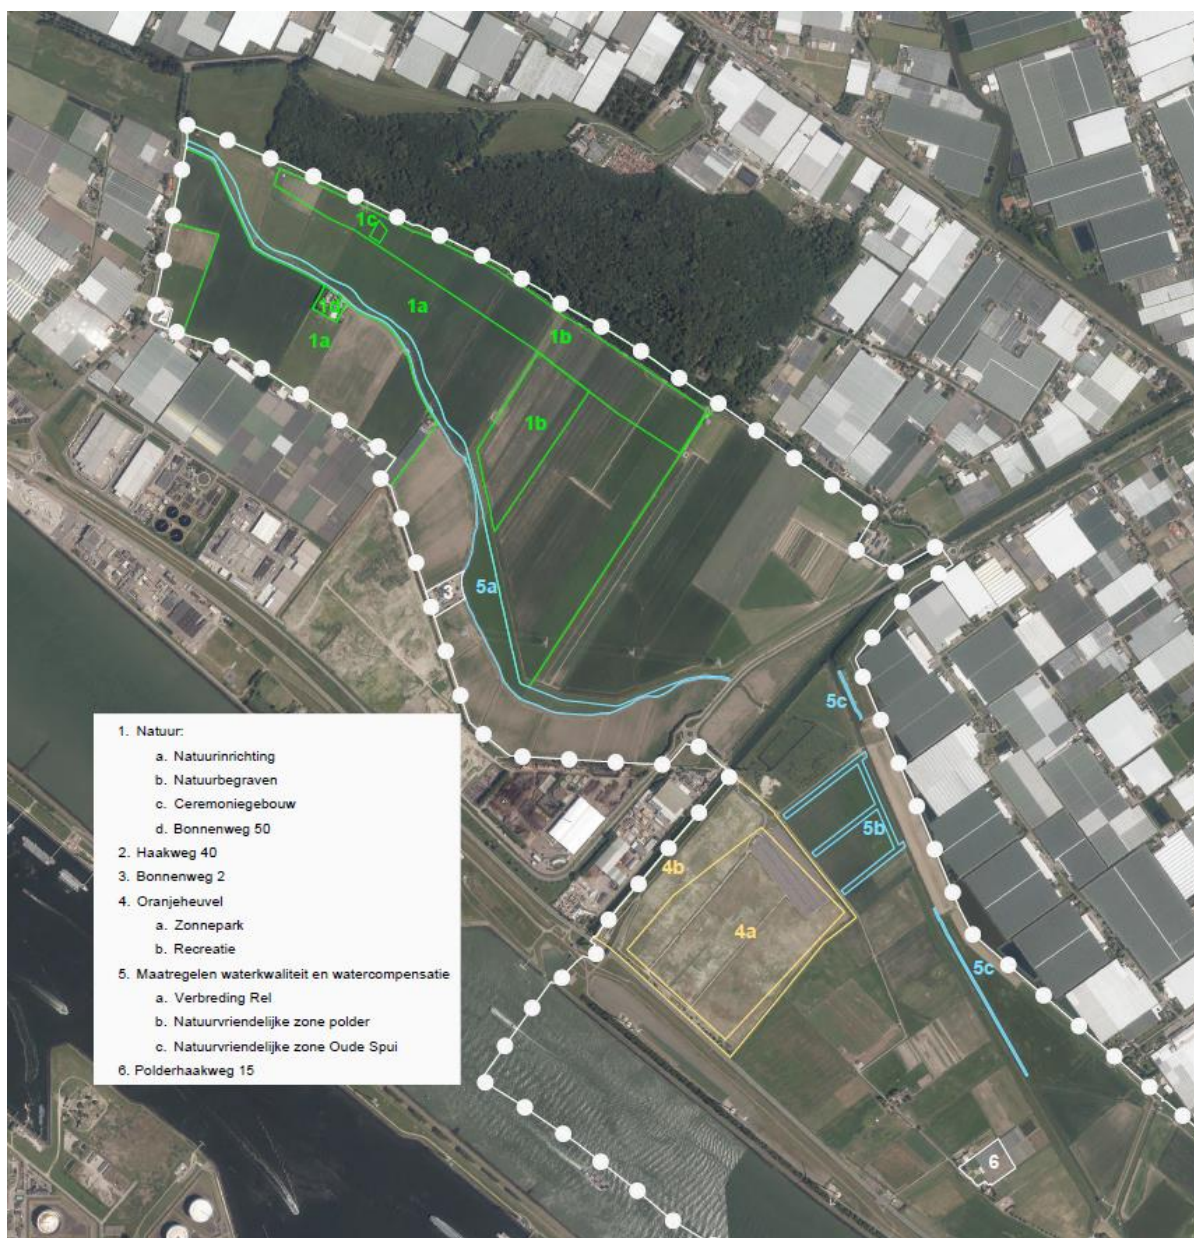 1c
1a
1b
1d
1a
1b
5a
3
5c
5b
4b
4a
5c
6
1. Natuur:
a. Natuurinrichting
b. Natuurbegraven
c. Ceremoniegebouw
d. Bonnenweg 50
2. Haakweg 40
3. Bonnenweg 2
4. Oranjeheuvel
a. Zonnepark
b. Recreatie
5. Maatregelen waterkwaliteit en watercompensatie
a. Verbreding Rel
b. Natuurvriendelijke zone polder
c. Natuurvriendelijke zone Oude Spui
6. Polderhaakweg 15